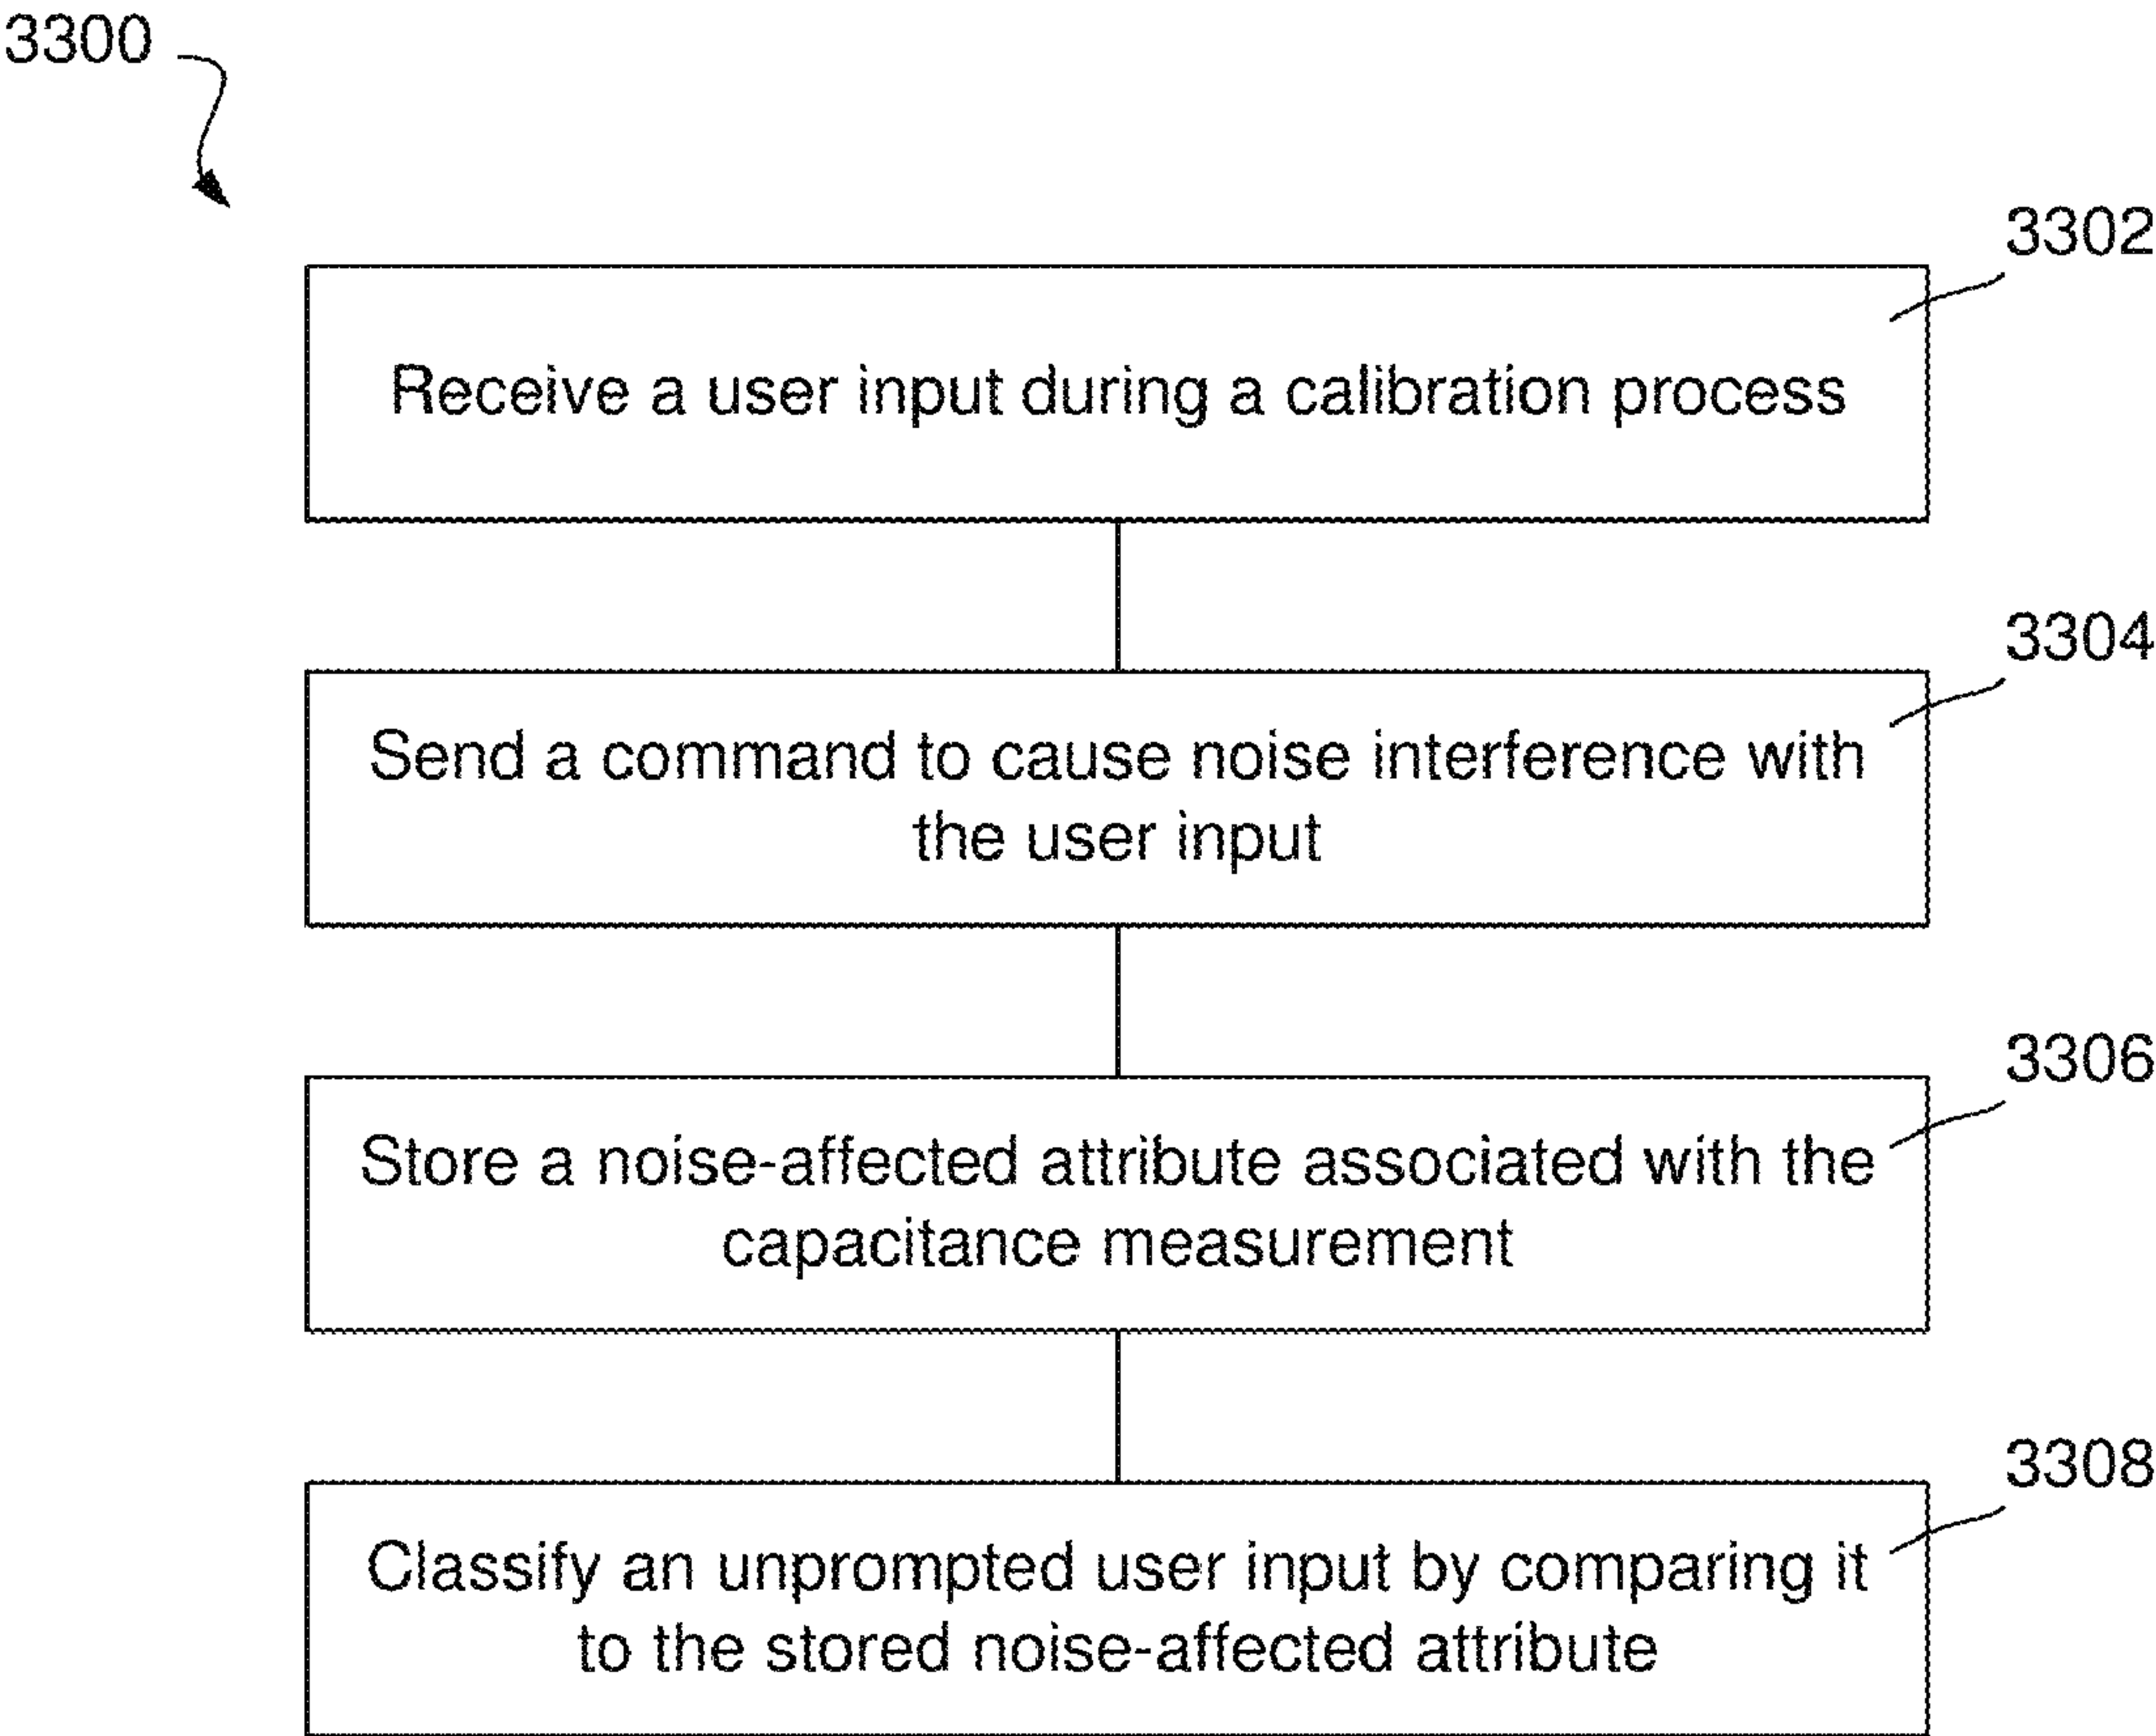 3300
3302
Receive a user input during a calibration process
3304
Send a command to cause noise interference with
the user input
3306
Store a noise-affected attribute associated with the
capacitance measurement
3308
Classify an unprompted user input by comparing it
to the stored noise-affected attribute